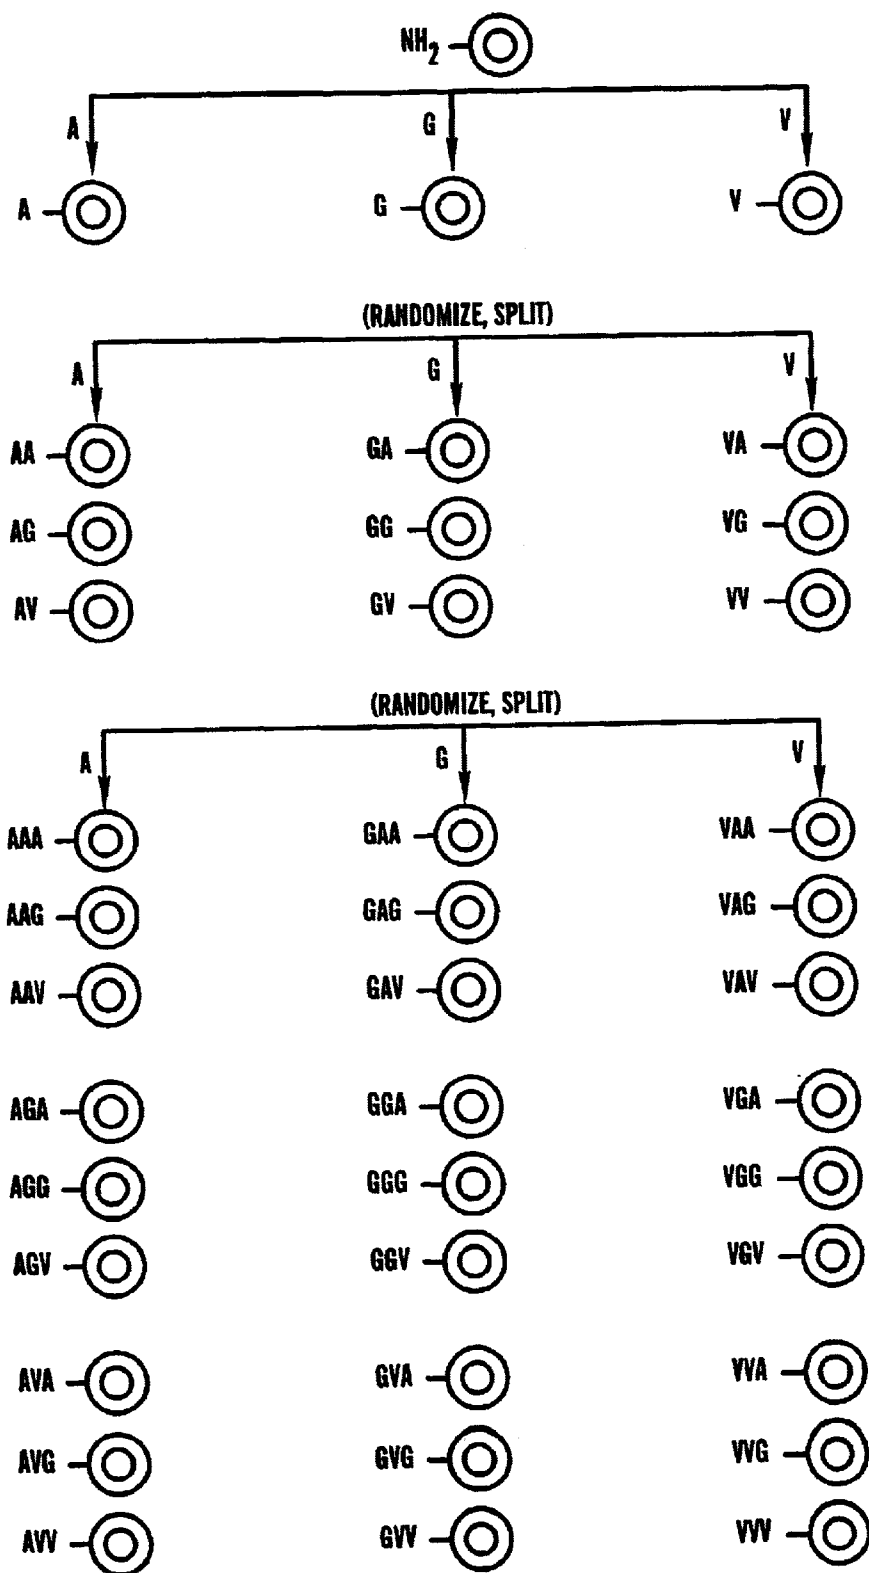 NH2
A G V
A G V
(RANDOMIZE, SPLIT)
A G V
AA GA VA
AG GG VG
AV GV VV
(RANDOMIZE, SPLIT)
A G V
AAA GAA VAA
AAG GAG VAG
AAV GAV VAV
AGA GGA VGA
AGG GGG VGG
AGV GGV VGV
AVA GVA VVA
AVG GVG VVG
AVV GVV VVV